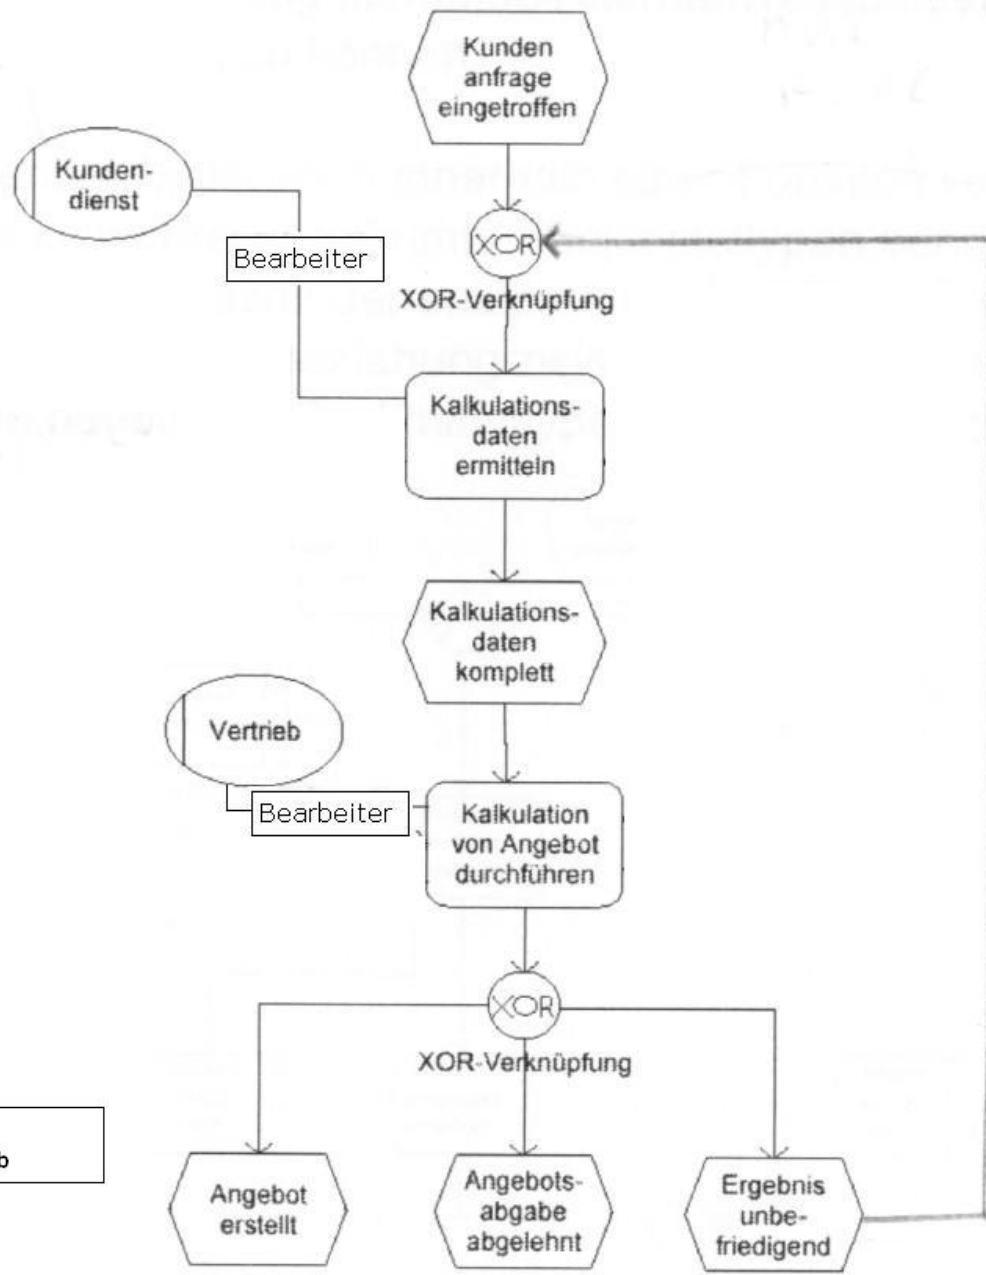 Kunden
anfrage
eingetroffen
Kunden-
dienst
XOR
Bearbeiter
XOR-Verknüpfung
Kalkulations-
daten
ermitteln
Kalkulations-
daten
komplett
Vertrieb
Bearbeiter
Kalkulation
von Angebot
durchführen
XOR
XOR-Verknüpfung
b
Angebot
erstellt
Angebots-
abgabe
abgelehnt
Ergebnis
unbe-
friedigend